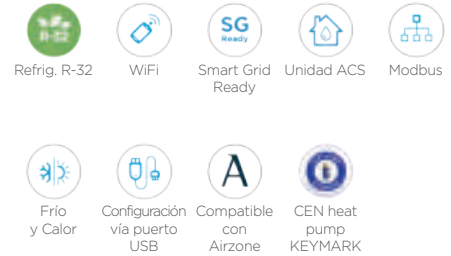 R-32
SG
Ready
Refrig. R-32
WiFi
Smart Grid
Ready
Unidad ACS
Modbus
A
Frío
y Calor
Configuración
vía puerto
USB
Compatible
con
Airzone
CEN heat
pump
KEYMARK